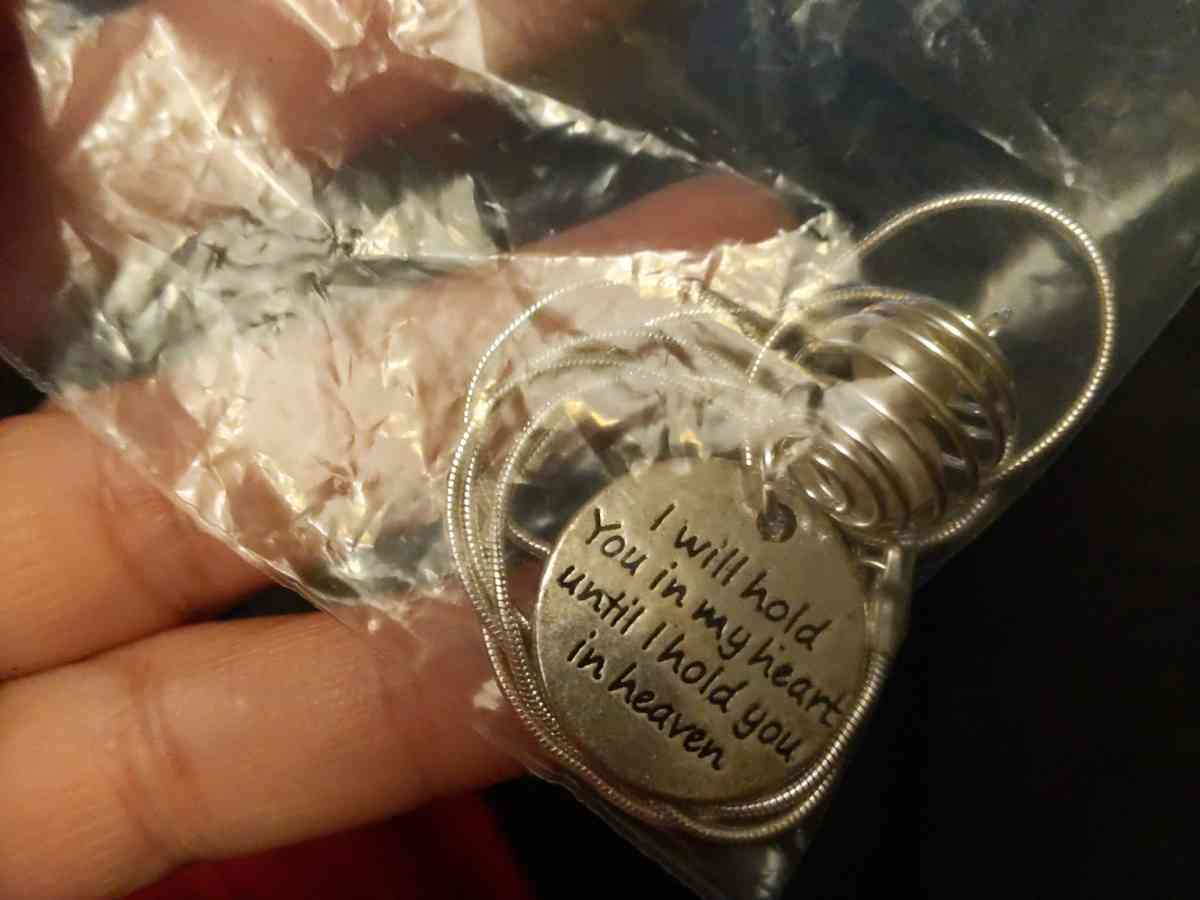 I will hold
You in my heart
until I hold you
in heaven